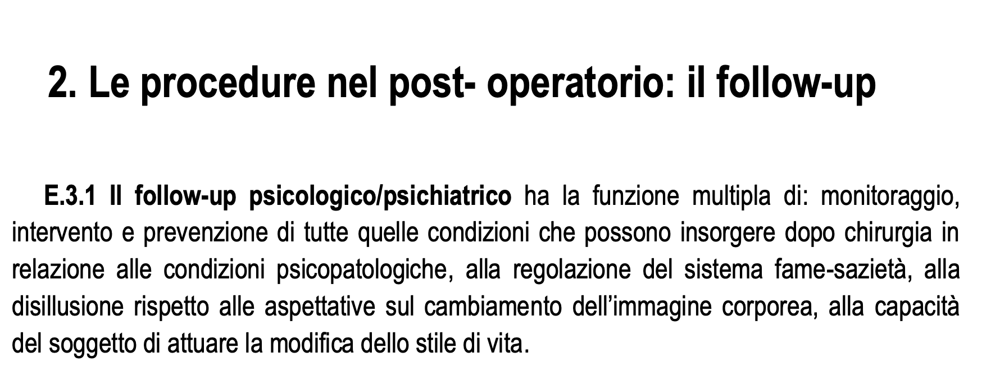 2. Le procedure nel post- operatorio: il follow-up
E.3.1 Il follow-up psicologico/psichiatrico ha la funzione multipla di: monitoraggio,
intervento e prevenzione di tutte quelle condizioni che possono insorgere dopo chirurgia in
relazione alle condizioni psicopatologiche, alla regolazione del sistema fame-sazietà, alla
disillusione rispetto alle aspettative sul cambiamento dell’immagine corporea, alla capacità
del soggetto di attuare la modifica dello stile di vita.